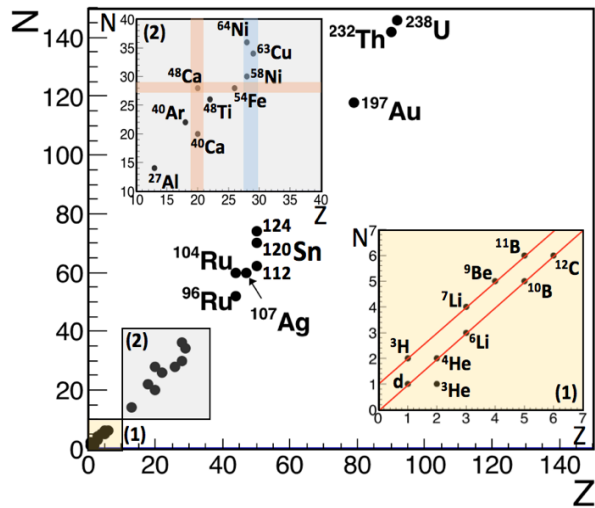 N
140
120
100
80
60
40
20
0
0 20 40 60 80 100 120 140
Z
²³²Th ²³⁸U
¹⁹⁷Au
124
120 Sn
112
¹⁰⁴Ru
⁹⁶Ru
¹⁰⁷Ag
(2)
(1)
N
40
35
30
25
20
15
10
10 15 20 25 30 35 40
Z
(2)
⁶⁴Ni
⁶³Cu
⁵⁸Ni
⁴⁸Ca
⁵⁴Fe
⁴⁸Ti
⁴⁰Ar
⁴⁰Ca
²⁷Al
N
7
6
5
4
3
2
1
0
0 1 2 3 4 5 6 7
Z
¹¹B
¹²C
⁹Be
¹⁰B
⁷Li
⁶Li
³H
⁴He
d
³He
(1)